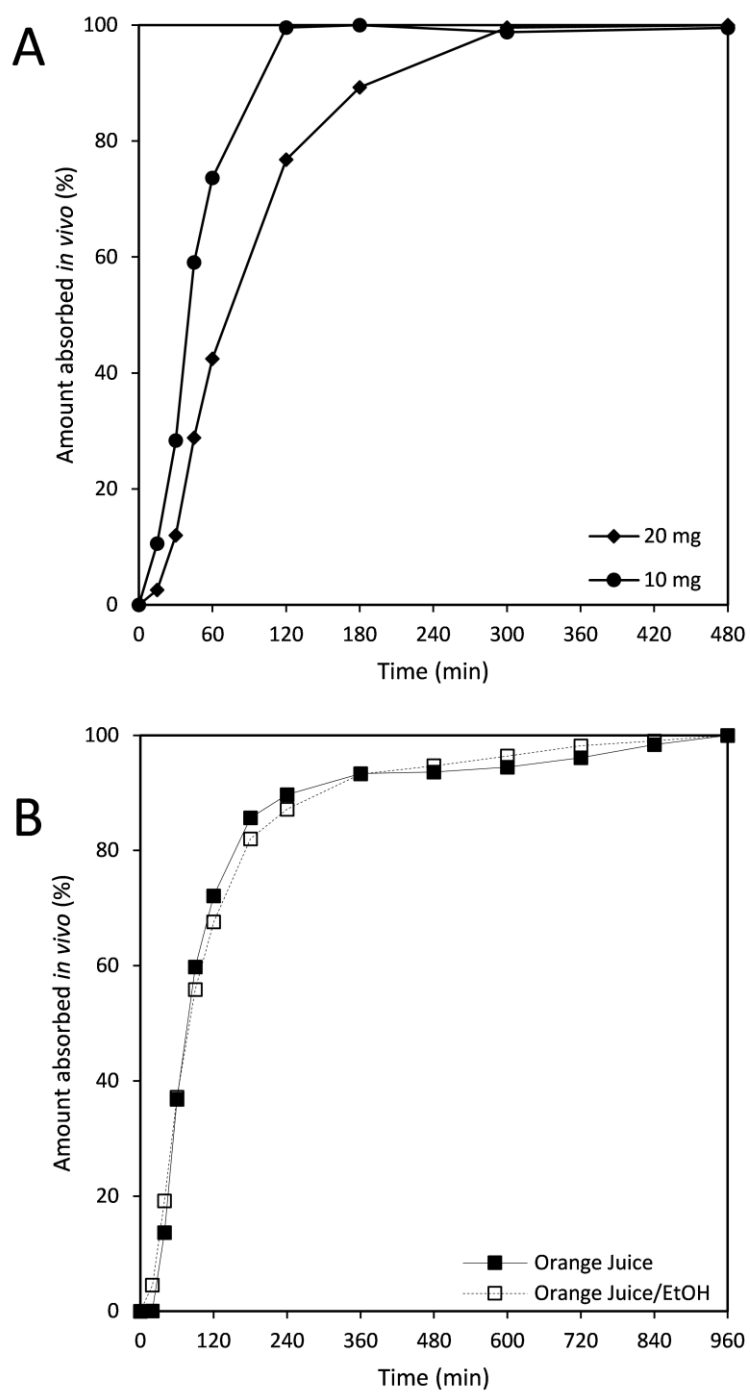 A
100
80
60
40
20
0
Amount absorbed in vivo (%)
20 mg
10 mg
0 60 120 180 240 300 360 420 480
Time (min)
B
100
80
60
40
20
0
Amount absorbed in vivo (%)
Orange Juice
Orange Juice/EtOH
0 120 240 360 480 600 720 840 960
Time (min)